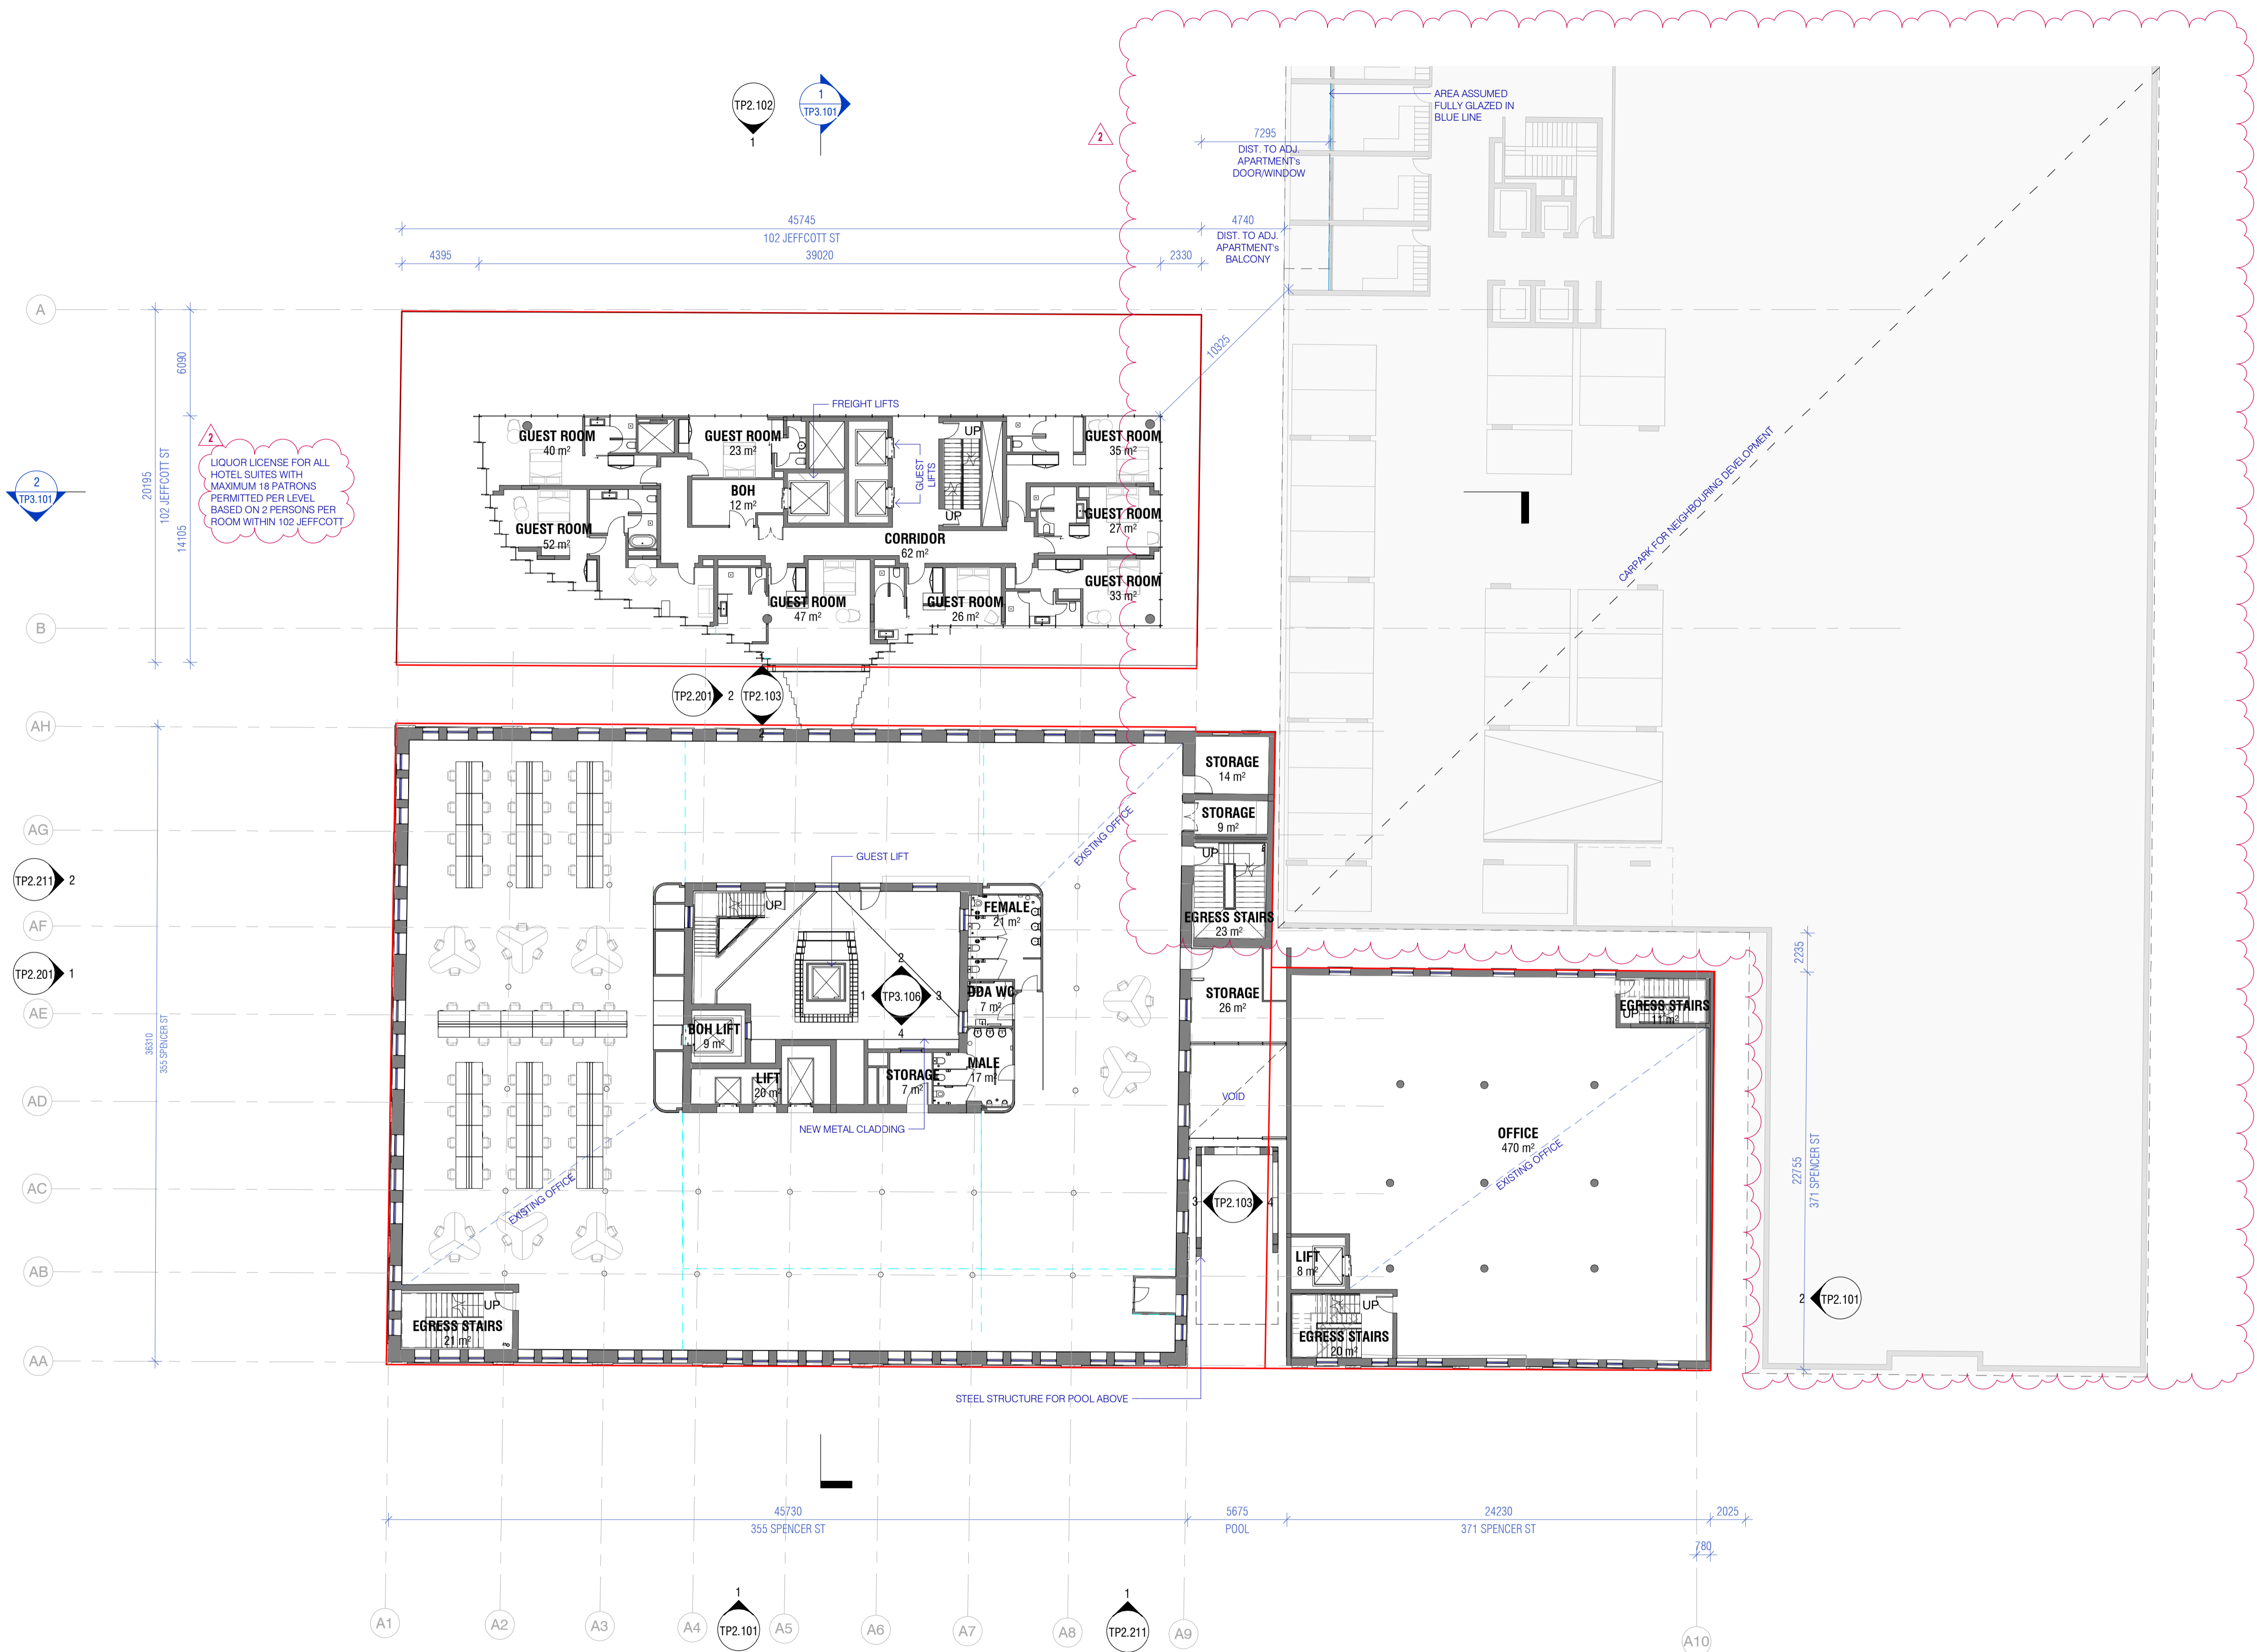 TP2.102
1
1
TP3.101
2
7295
DIST. TO ADJ.
APARTMENT's
DOOR/WINDOW
AREA ASSUMED
FULLY GLAZED IN
BLUE LINE
45745
102 JEFFCOTT ST
4740
DIST. TO ADJ.
APARTMENT's
BALCONY
4395
39020
2330
A
10325
6090
20195
102 JEFFCOTT ST
14105
2
LIQUOR LICENSE FOR ALL
HOTEL SUITES WITH
MAXIMUM 18 PATRONS
PERMITTED PER LEVEL
BASED ON 2 PERSONS PER
ROOM WITHIN 102 JEFFCOTT
2
TP3.101
FREIGHT LIFTS
GUEST ROOM
40 m²
GUEST ROOM
23 m²
UP
GUEST ROOM
35 m²
GUEST
LIFTS
BOH
12 m²
GUEST ROOM
52 m²
UP
GUEST ROOM
27 m²
CORRIDOR
62 m²
GUEST ROOM
33 m²
GUEST ROOM
47 m²
GUEST ROOM
26 m²
CARPARK FOR NEIGHBOURING DEVELOPMENT
B
TP2.201
2
TP2.103
2
AH
STORAGE
14 m²
EXISTING OFFICE
STORAGE
9 m²
AG
GUEST LIFT
UP
TP2.211
2
UP
FEMALE
21 m²
EGRESS STAIRS
23 m²
AF
2235
TP2.201
1
2
1
TP3.106
3
4
DDA WC
7 m²
STORAGE
26 m²
EGRESS STAIRS
UP
11 m²
AE
36310
355 SPENCER ST
BOH LIFT
9 m²
LIFT
20 m²
STORAGE
7 m²
MALE
17 m²
AD
VOID
NEW METAL CLADDING
OFFICE
470 m²
EXISTING OFFICE
22755
371 SPENCER ST
AC
EXISTING OFFICE
3
TP2.103
4
AB
LIFT
8 m²
2
TP2.101
UP
EGRESS STAIRS
21 m²
UP
EGRESS STAIRS
20 m²
AA
STEEL STRUCTURE FOR POOL ABOVE
45730
355 SPENCER ST
5675
POOL
24230
371 SPENCER ST
2025
780
1
TP2.101
1
TP2.211
A1
A2
A3
A4
A5
A6
A7
A8
A9
A10